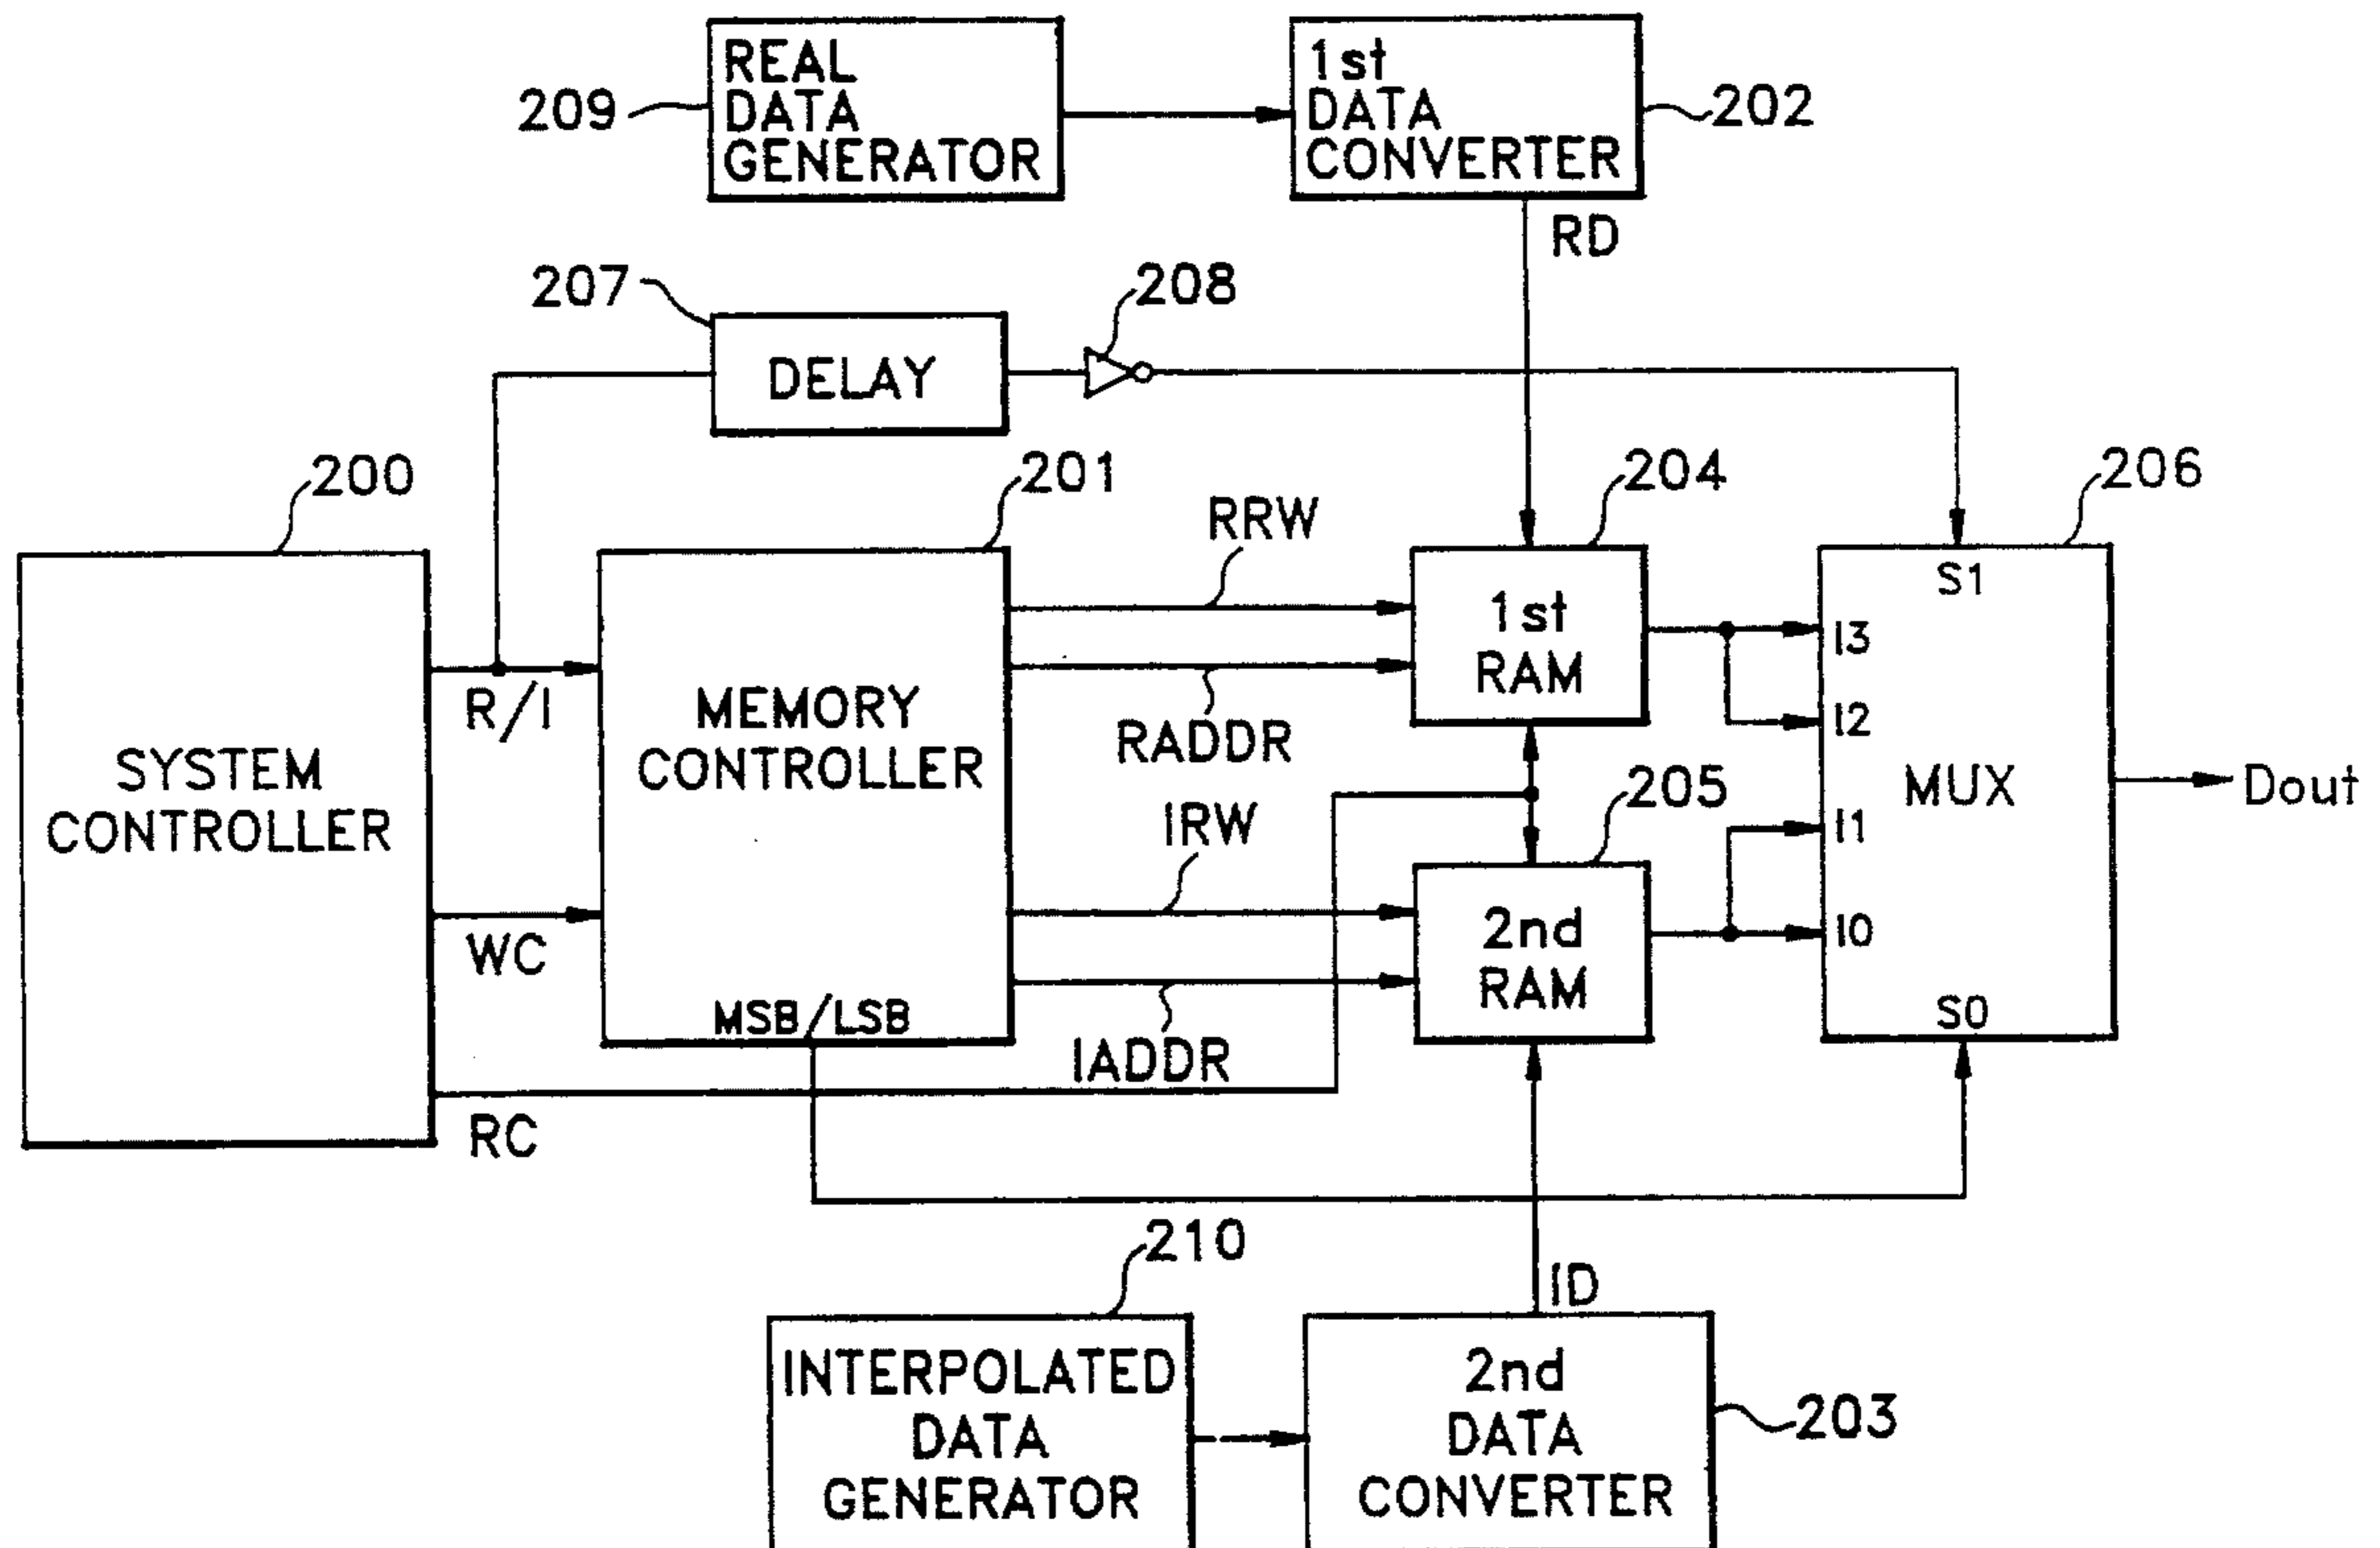 REAL
DATA
GENERATOR
209
1st
DATA
CONVERTER
202
RD
207
208
DELAY
200
201
204
206
RRW
SYSTEM
CONTROLLER
R/I
WC
RC
MEMORY
CONTROLLER
MSB/LSB
RADDR
IRW
IADDR
1st
RAM
205
2nd
RAM
S1
I3
I2
MUX
I1
I0
S0
Dout
210
ID
INTERPOLATED
DATA
GENERATOR
2nd
DATA
CONVERTER
203